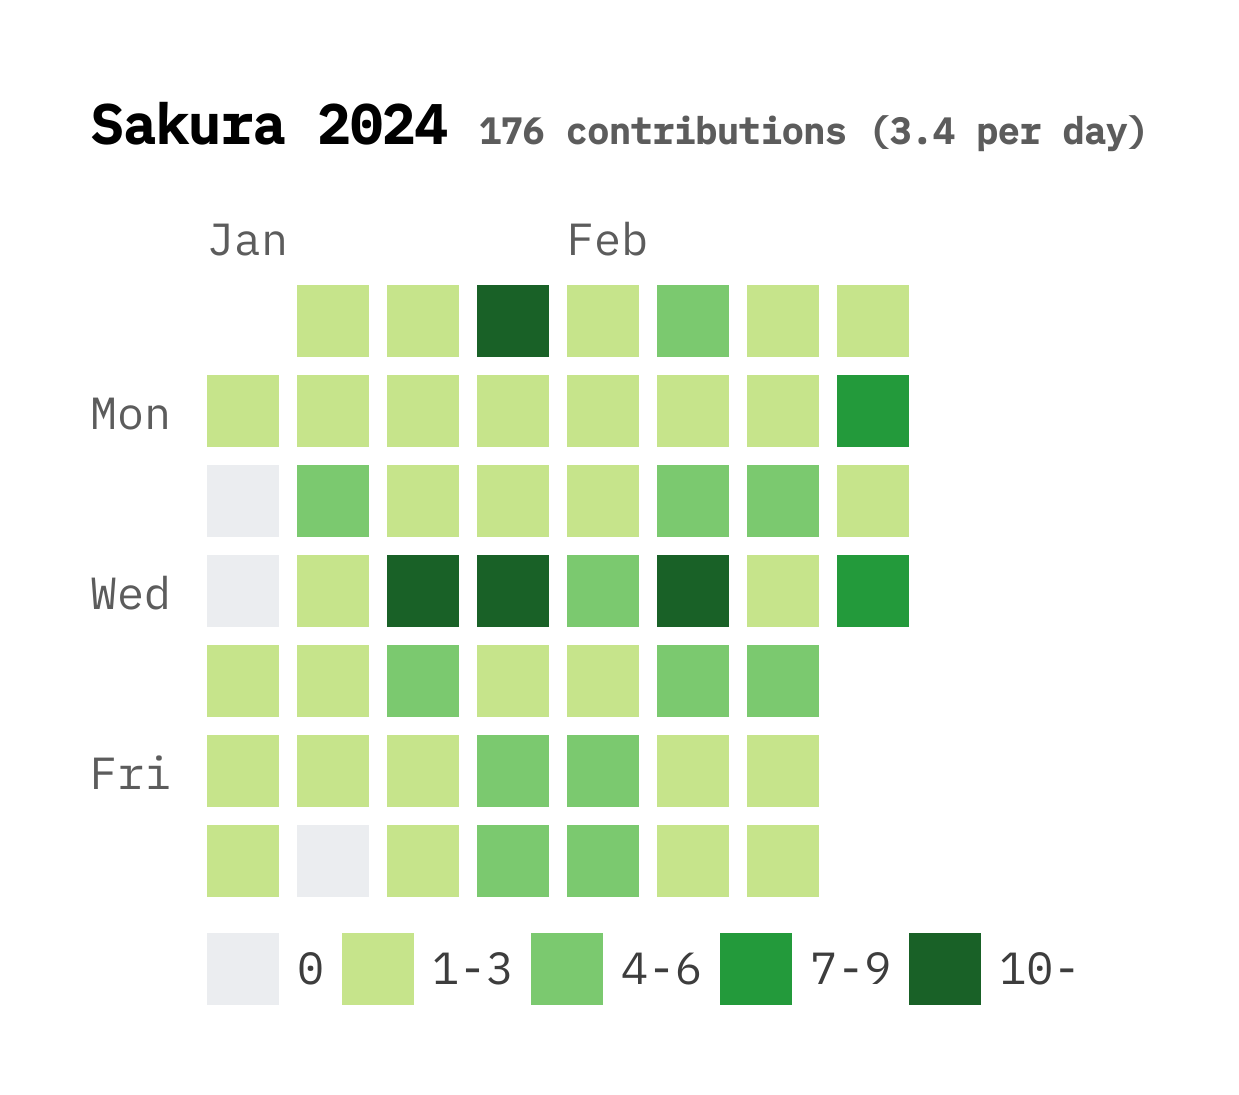 Sakura 2024 176 contributions (3.4 per day)
Jan Feb
Mon
Wed
Fri
0 1-3 4-6 7-9 10-